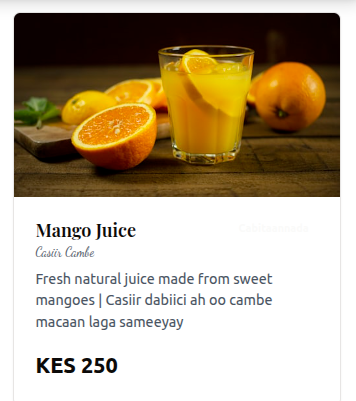 Mango Juice
Casiir Cambe
Fresh natural juice made from sweet
mangoes | Casiir dabiici ah oo cambe
macaan laga sameeyay
KES 250